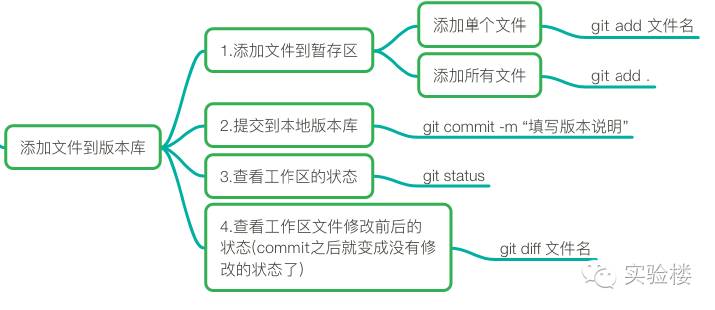 添加文件到版本库
1.添加文件到暂存区
添加单个文件
git add 文件名
添加所有文件
git add .
2.提交到本地版本库
git commit -m “填写版本说明”
3.查看工作区的状态
git status
4.查看工作区文件修改前后的
状态(commit之后就变成没有修
改的状态了)
git diff 文件名
实验楼